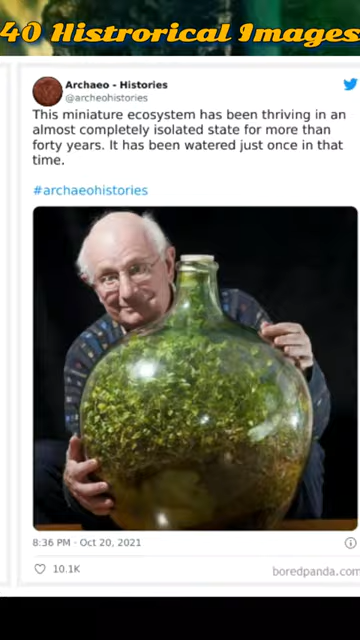 40 Histrorical Images
Archaeo - Histories
@archeohistories
This miniature ecosystem has been thriving in an
almost completely isolated state for more than
forty years. It has been watered just once in that
time.
#archaeohistories
8:36 PM · Oct 20, 2021
10.1K
boredpanda.com